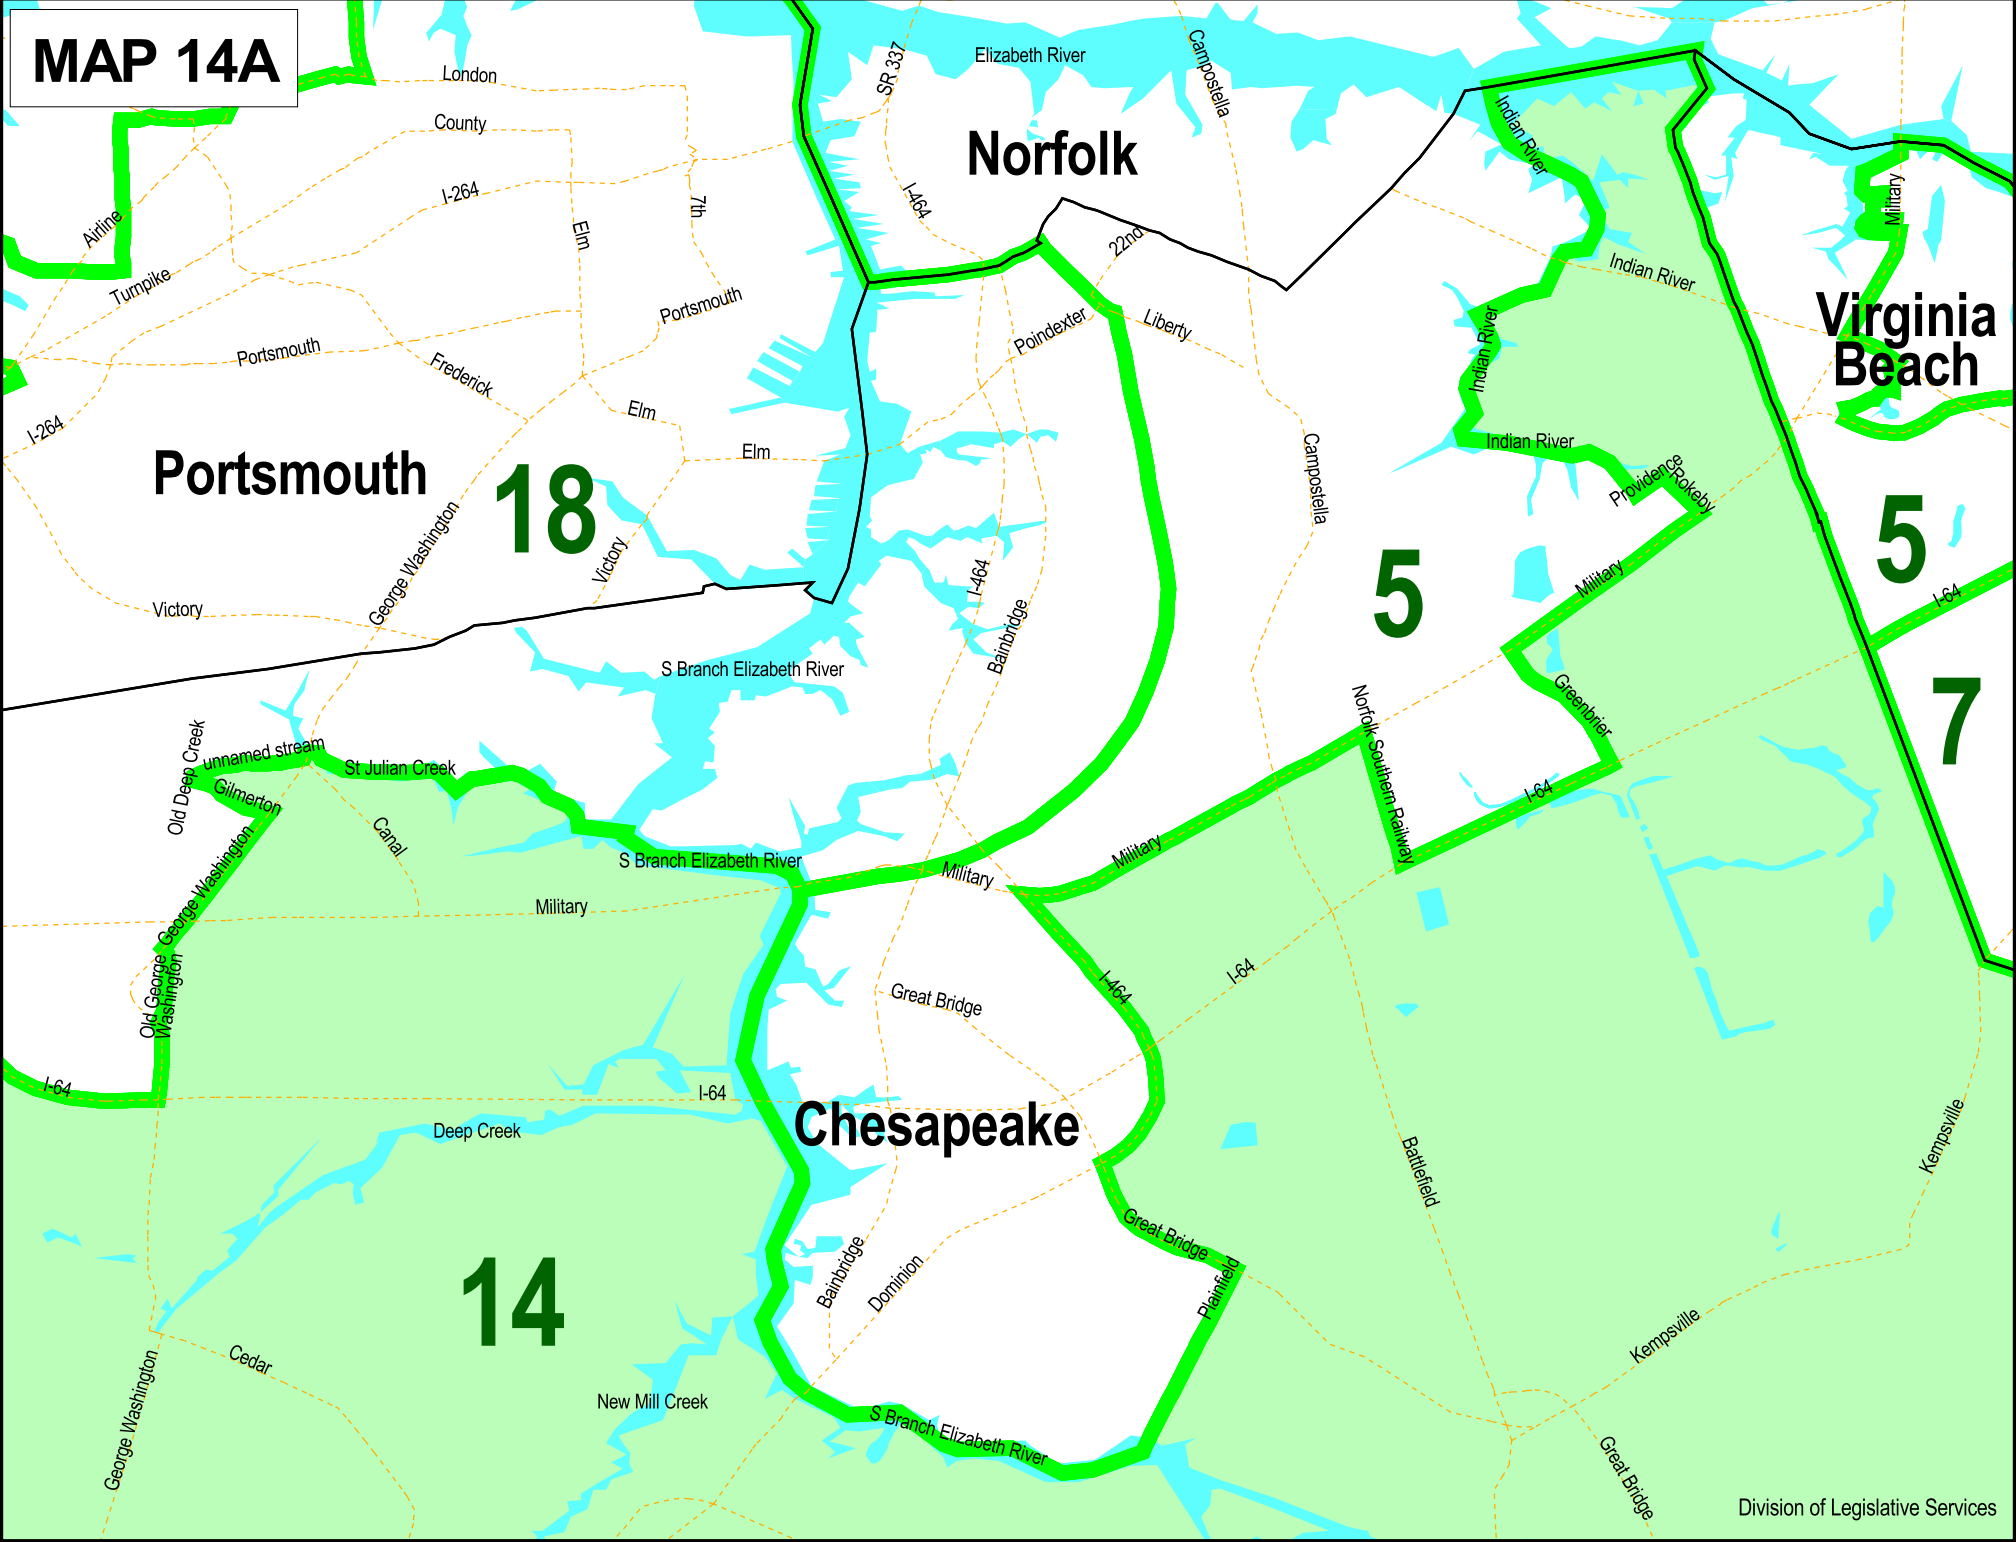 MAP 14A
London
SR 337
Elizabeth River
Campostella
County
Indian River
Norfolk
I-264
7th
I-464
Military
Airline
Elm
22nd
Turnpike
Indian River
Portsmouth
Poindexter
Liberty
Virginia
Beach
Portsmouth
Frederick
Indian River
I-264
Elm
Elm
Indian River
Campostella
Portsmouth
18
Providence
Rokeby
George Washington
Victory
5
5
I-464
Military
I-64
Victory
Bainbridge
S Branch Elizabeth River
7
Old Deep Creek
unnamed stream
St Julian Creek
Norfolk Southern Railway
Greenbrier
Gilmerton
I-64
Canal
S Branch Elizabeth River
Military
Military
George Washington
Military
I-464
I-64
Old George
Washington
Great Bridge
I-64
I-64
Deep Creek
Chesapeake
Battlefield
Kempsville
Great Bridge
14
Bainbridge
Dominion
Plainfield
Kempsville
Cedar
George Washington
New Mill Creek
S Branch Elizabeth River
Great Bridge
Division of Legislative Services